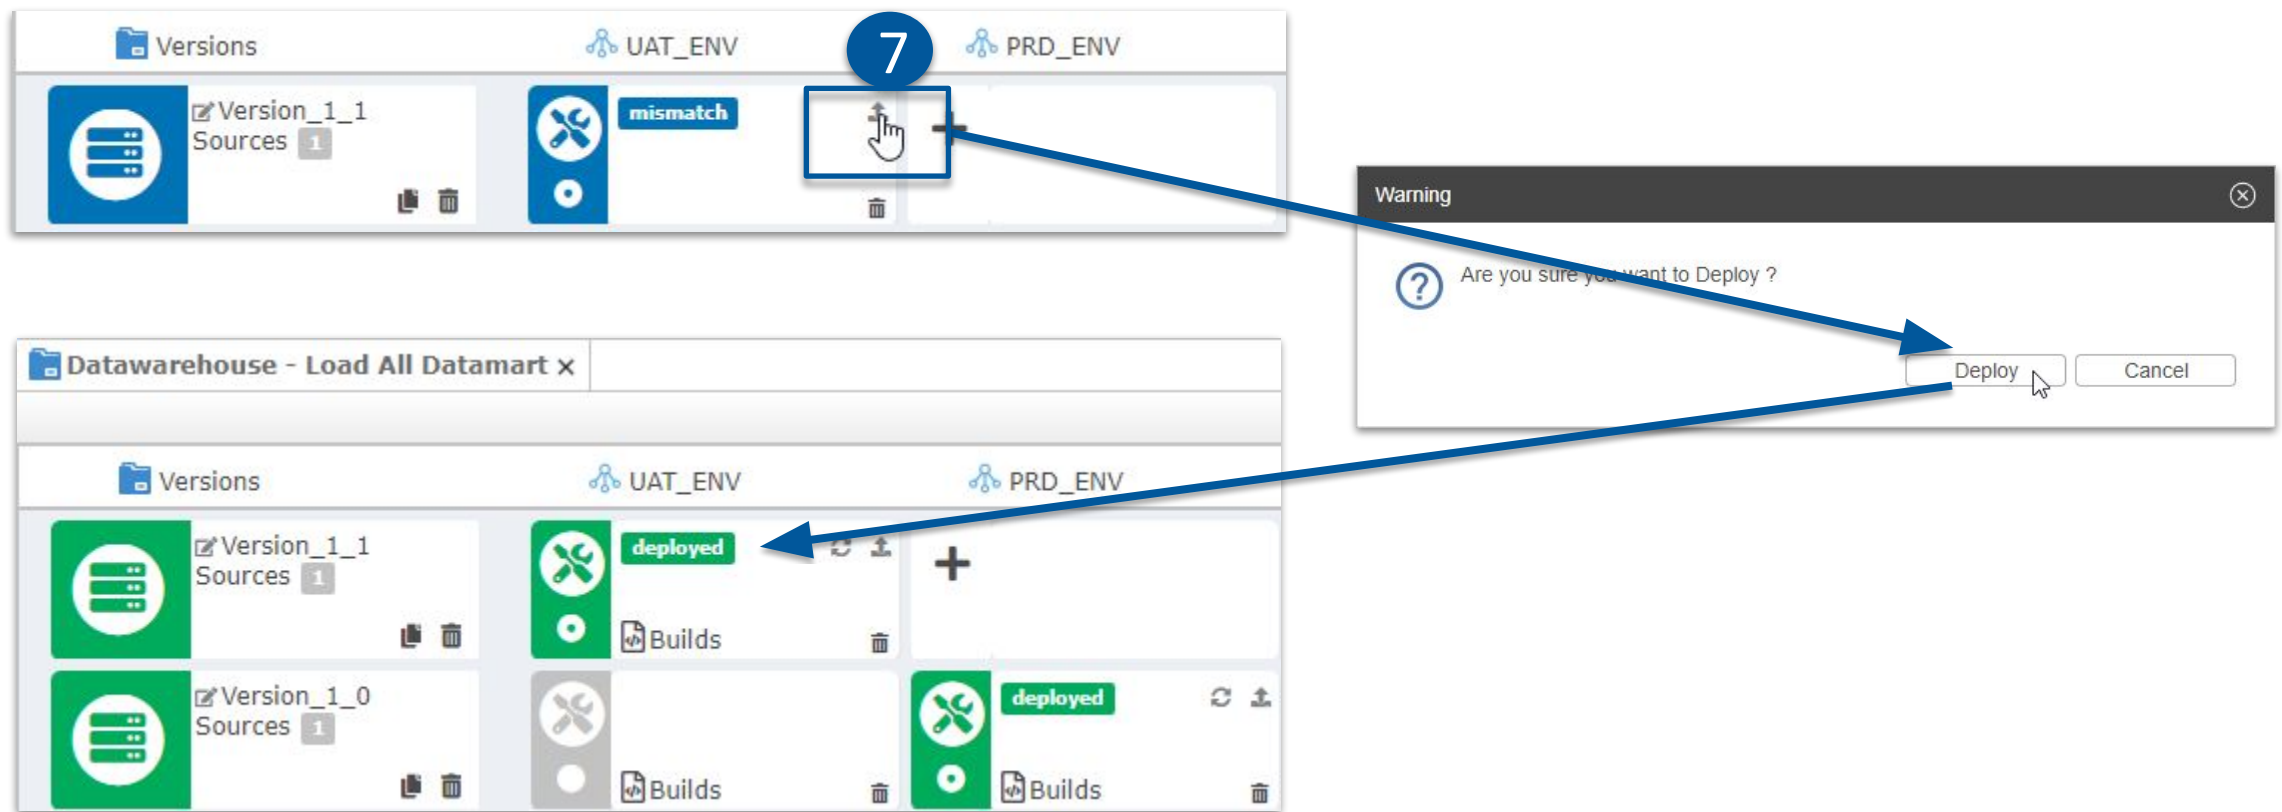 Versions UAT_ENV 7 PRD_ENV
Version_1_1
Sources 1
mismatch
Warning
Are you sure you want to Deploy ?
Deploy Cancel
Datawarehouse - Load All Datamart
Versions UAT_ENV PRD_ENV
Version_1_1
Sources 1
deployed
Builds
Version_1_0
Sources 1
Builds
deployed
Builds